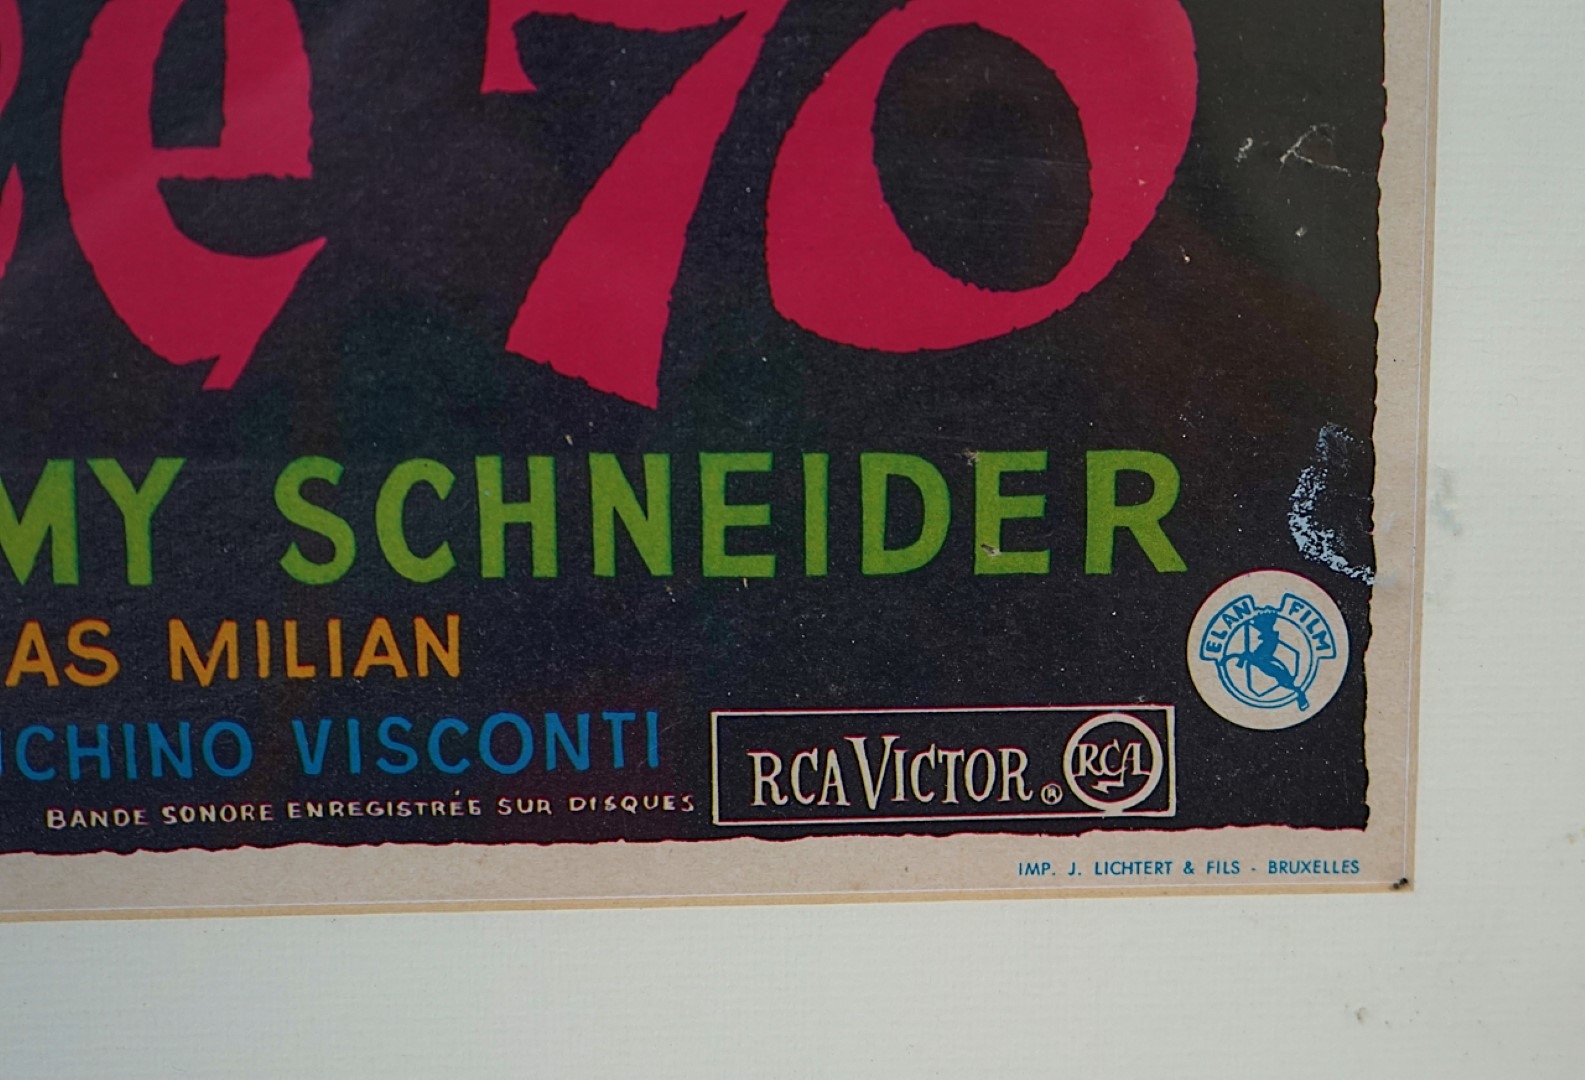 e 70
MY SCHNEIDER
AS MILIAN
UCHINO VISCONTI
BANDE SONORE ENREGISTRÉE SUR DISQUES
RCA VICTOR ® RCA
ELAN FILM
IMP. J. LICHTERT & FILS - BRUXELLES